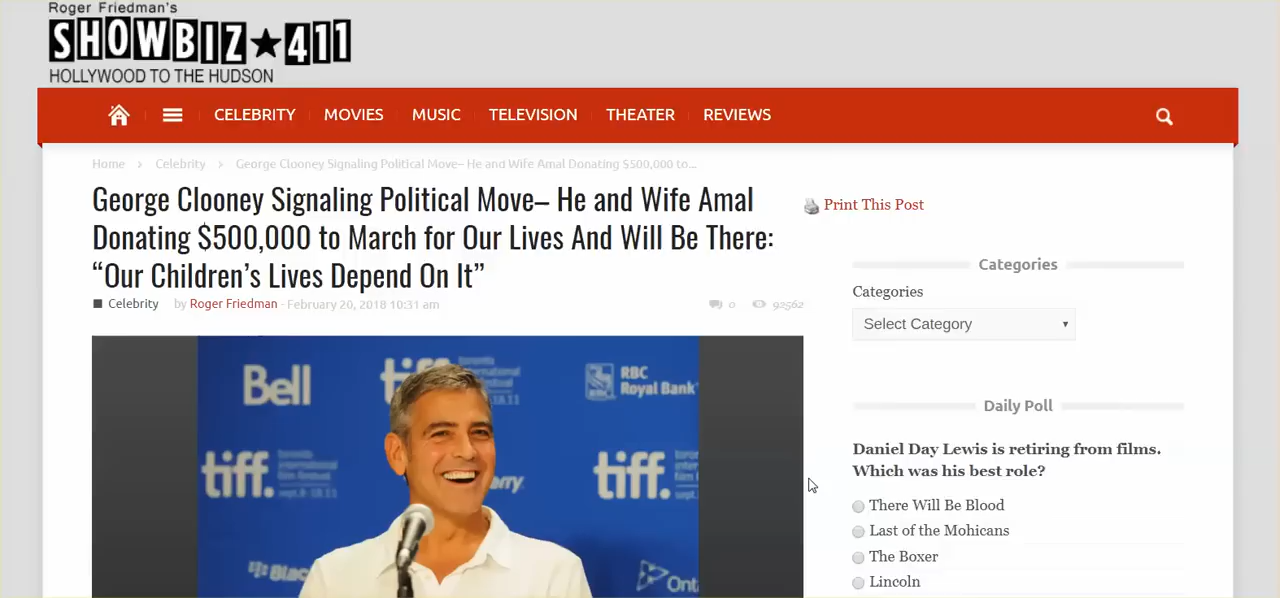 Roger Friedman's
SHOWBIZ★411
HOLLYWOOD TO THE HUDSON
CELEBRITY MOVIES MUSIC TELEVISION THEATER REVIEWS
Home › Celebrity › George Clooney Signaling Political Move– He and Wife Amal Donating $500,000 to...
George Clooney Signaling Political Move– He and Wife Amal
Donating $500,000 to March for Our Lives And Will Be There:
“Our Children’s Lives Depend On It”
Celebrity by Roger Friedman - February 20, 2018 10:31 am 0 92562
Print This Post
Categories
Categories
Select Category
Daily Poll
Daniel Day Lewis is retiring from films.
Which was his best role?
There Will Be Blood
Last of the Mohicans
The Boxer
Lincoln
Bell
tiff. toronto international film festival
RBC
Royal Bank
tiff.
tiff.